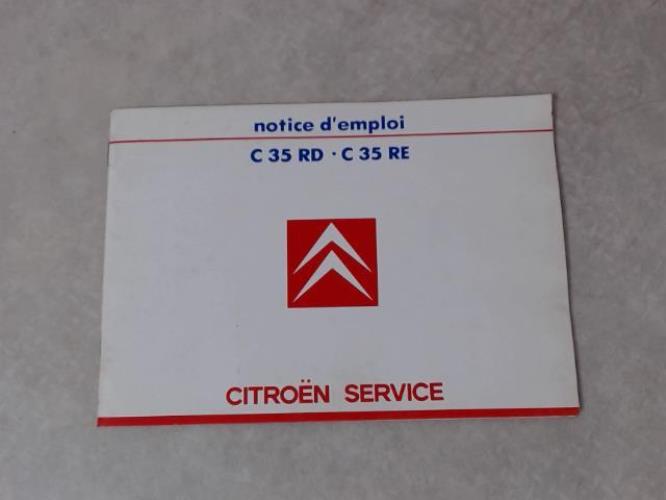 notice d'emploi
C 35 RD · C 35 RE
CITROËN SERVICE